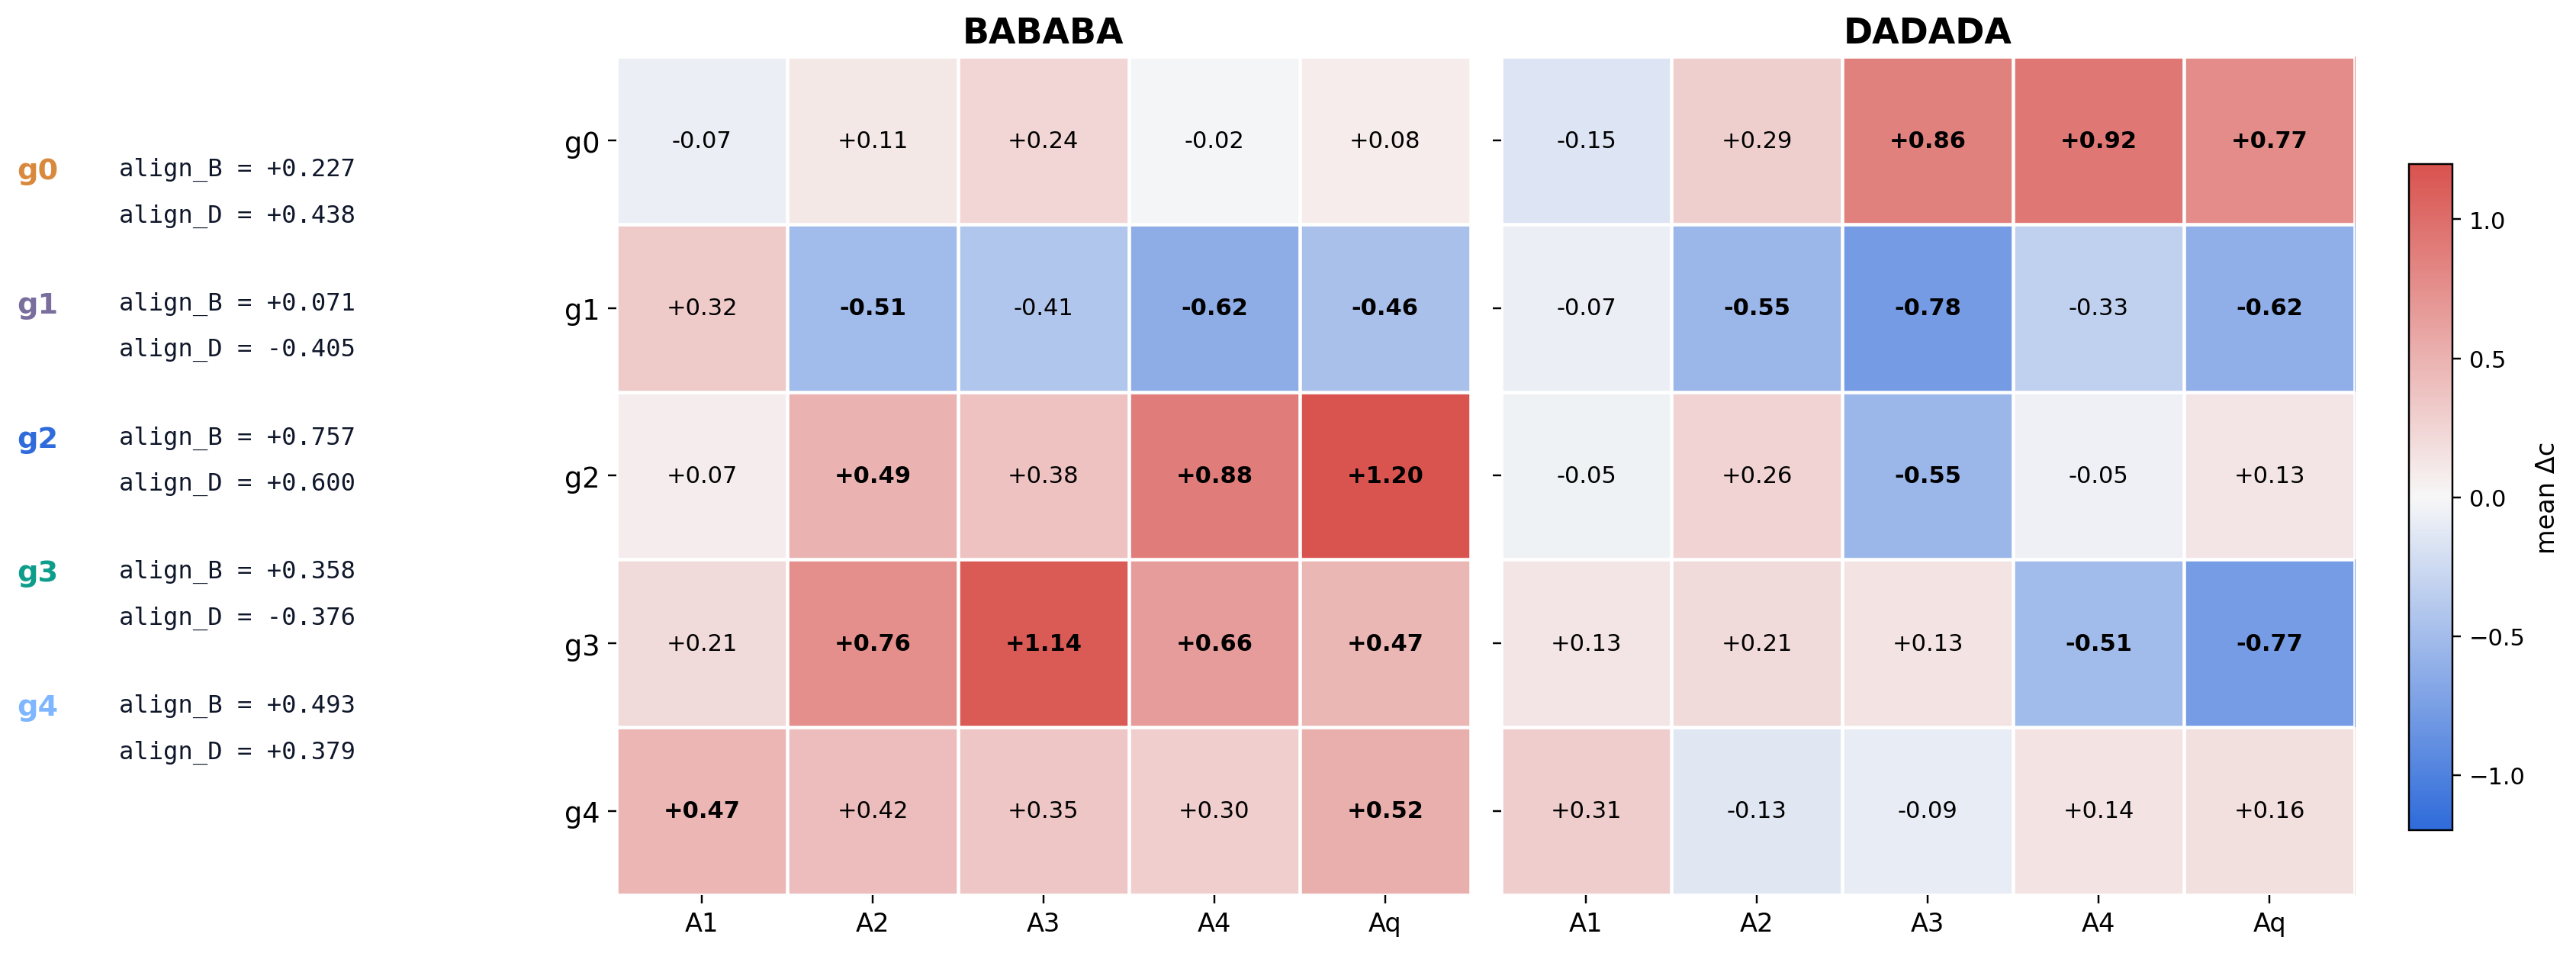 BABABA DADADA
g0 align_B = +0.227
align_D = +0.438
g1 align_B = +0.071
align_D = -0.405
g2 align_B = +0.757
align_D = +0.600
g3 align_B = +0.358
align_D = -0.376
g4 align_B = +0.493
align_D = +0.379
g0 -0.07 +0.11 +0.24 -0.02 +0.08 -0.15 +0.29 +0.86 +0.92 +0.77
g1 +0.32 -0.51 -0.41 -0.62 -0.46 -0.07 -0.55 -0.78 -0.33 -0.62
g2 +0.07 +0.49 +0.38 +0.88 +1.20 -0.05 +0.26 -0.55 -0.05 +0.13
g3 +0.21 +0.76 +1.14 +0.66 +0.47 +0.13 +0.21 +0.13 -0.51 -0.77
g4 +0.47 +0.42 +0.35 +0.30 +0.52 +0.31 -0.13 -0.09 +0.14 +0.16
A1 A2 A3 A4 Aq A1 A2 A3 A4 Aq
1.0
0.5
0.0
−0.5
−1.0
mean Δc